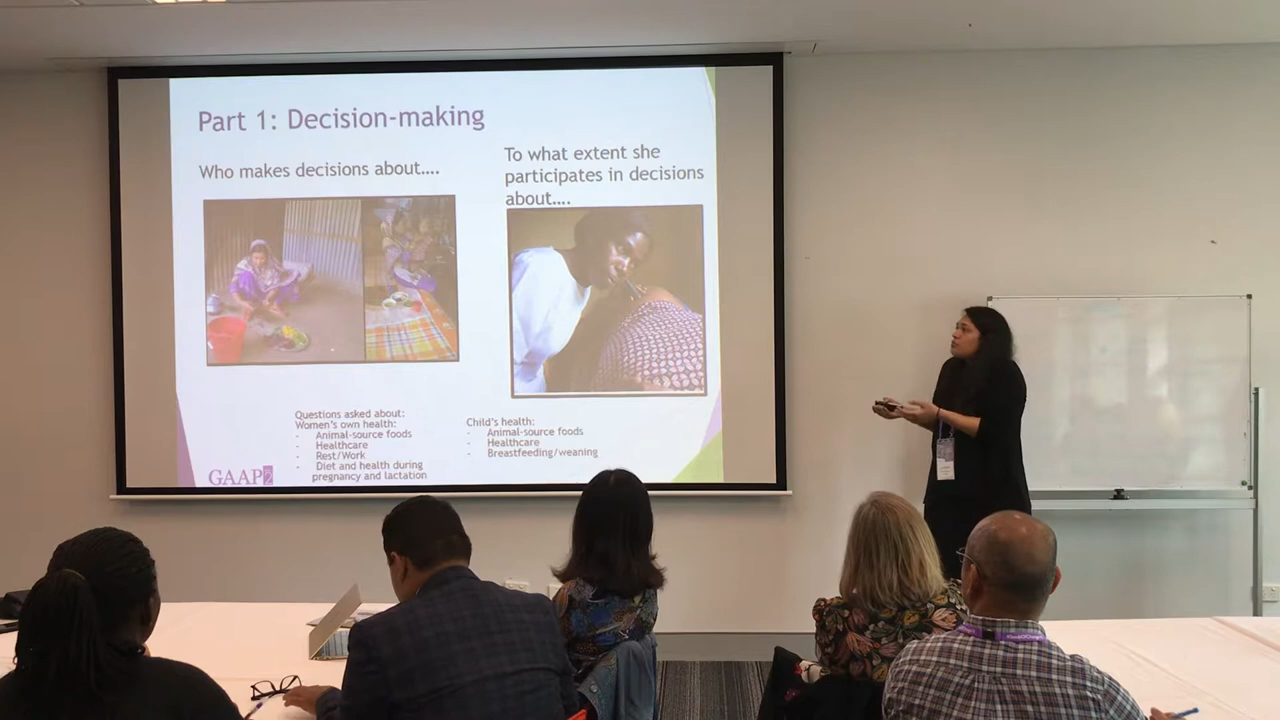 Part 1: Decision-making
Who makes decisions about....
To what extent she
participates in decisions
about....
Questions asked about:
Women's own health:
- Animal-source foods
- Healthcare
- Rest/Work
- Diet and health during
pregnancy and lactation
Child's health:
- Animal-source foods
- Healthcare
- Breastfeeding/weaning
GAAP2